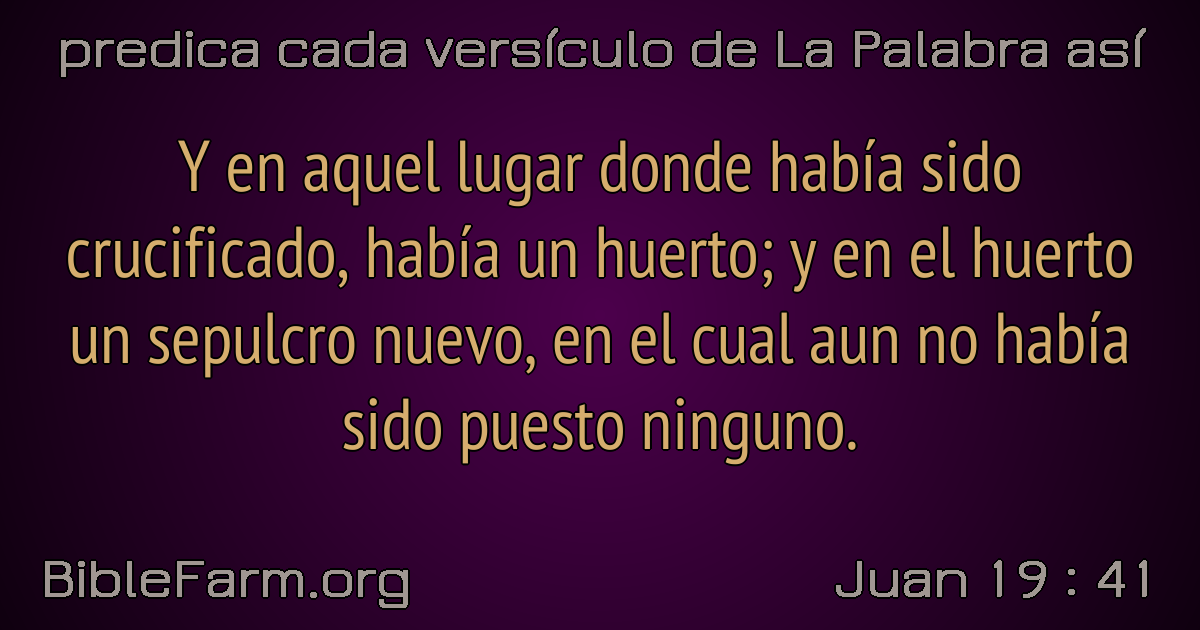 predica cada versículo de La Palabra así
Y en aquel lugar donde había sido
crucificado, había un huerto; y en el huerto
un sepulcro nuevo, en el cual aun no había
sido puesto ninguno.
BibleFarm.org
Juan 19 : 41